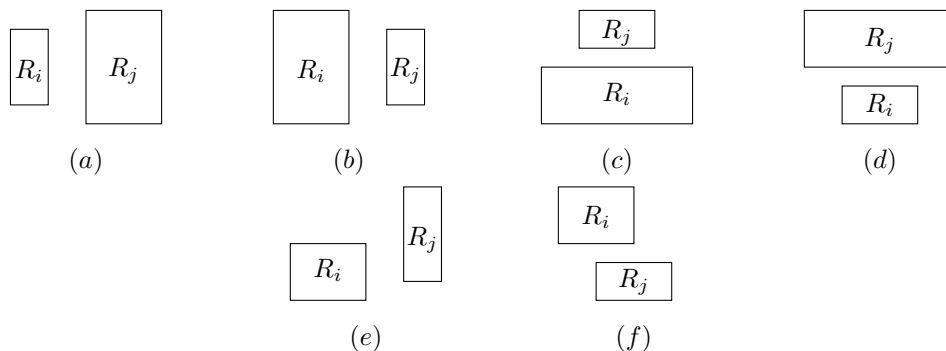 R_i R_j R_i R_j R_j R_j
R_i R_i
(a) (b) (c) (d)
R_i R_j R_i
R_j
(e) (f)